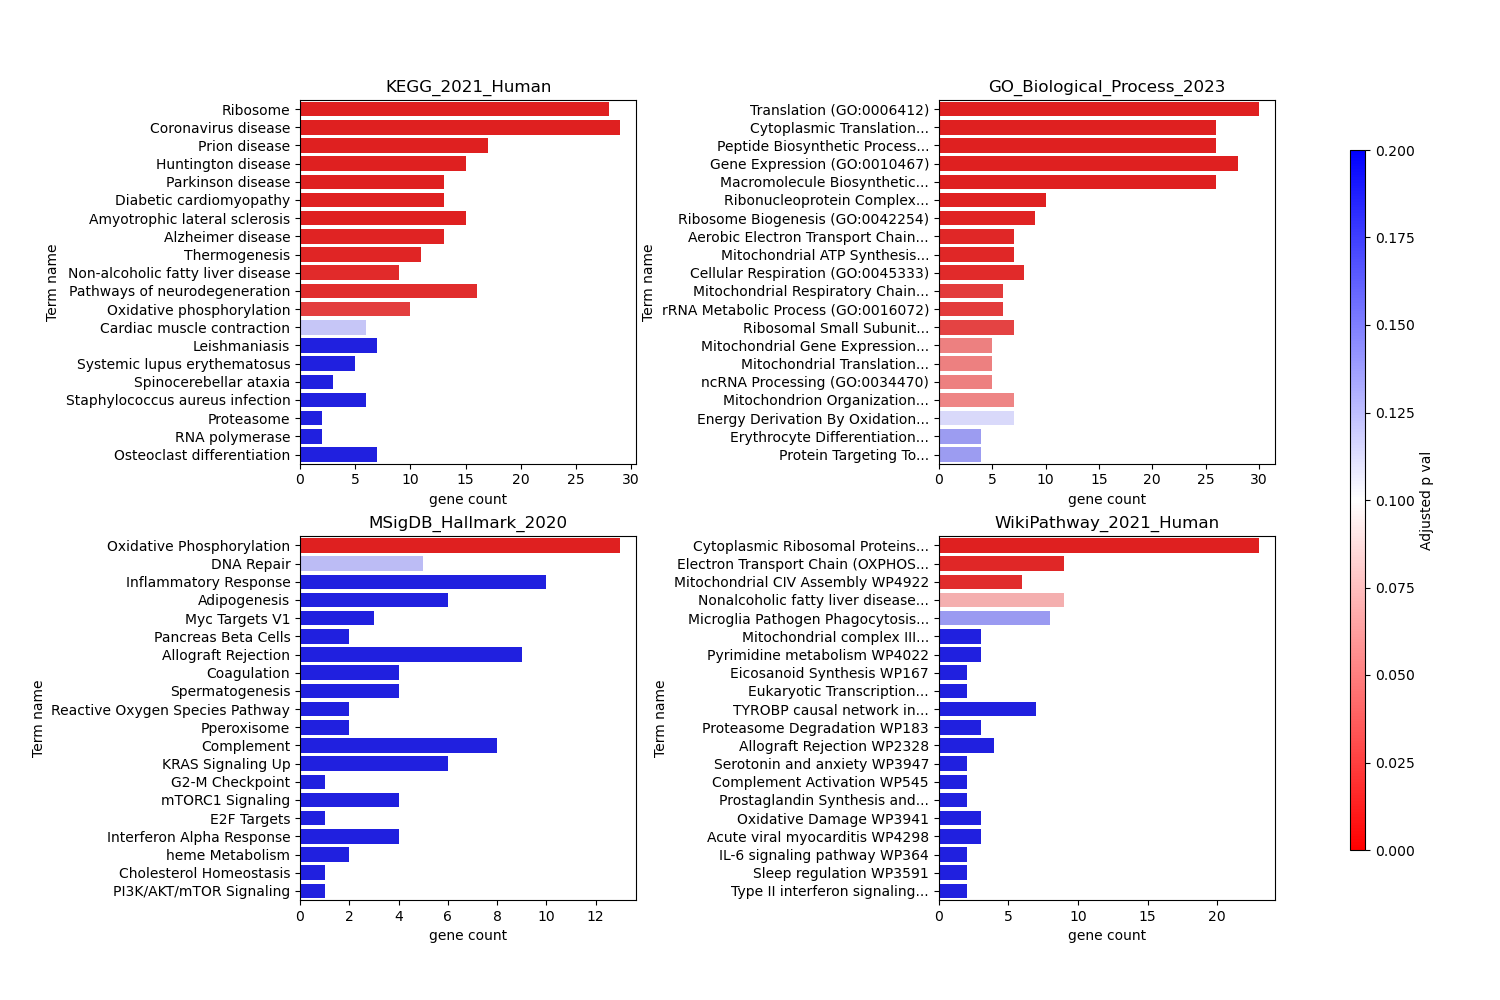 KEGG_2021_Human
Term name
Ribosome
Coronavirus disease
Prion disease
Huntington disease
Parkinson disease
Diabetic cardiomyopathy
Amyotrophic lateral sclerosis
Alzheimer disease
Thermogenesis
Non-alcoholic fatty liver disease
Pathways of neurodegeneration
Oxidative phosphorylation
Cardiac muscle contraction
Leishmaniasis
Systemic lupus erythematosus
Spinocerebellar ataxia
Staphylococcus aureus infection
Proteasome
RNA polymerase
Osteoclast differentiation
0 5 10 15 20 25 30
gene count
GO_Biological_Process_2023
Term name
Translation (GO:0006412)
Cytoplasmic Translation...
Peptide Biosynthetic Process...
Gene Expression (GO:0010467)
Macromolecule Biosynthetic...
Ribonucleoprotein Complex...
Ribosome Biogenesis (GO:0042254)
Aerobic Electron Transport Chain...
Mitochondrial ATP Synthesis...
Cellular Respiration (GO:0045333)
Mitochondrial Respiratory Chain...
rRNA Metabolic Process (GO:0016072)
Ribosomal Small Subunit...
Mitochondrial Gene Expression...
Mitochondrial Translation...
ncRNA Processing (GO:0034470)
Mitochondrion Organization...
Energy Derivation By Oxidation...
Erythrocyte Differentiation...
Protein Targeting To...
0 5 10 15 20 25 30
gene count
MSigDB_Hallmark_2020
Term name
Oxidative Phosphorylation
DNA Repair
Inflammatory Response
Adipogenesis
Myc Targets V1
Pancreas Beta Cells
Allograft Rejection
Coagulation
Spermatogenesis
Reactive Oxygen Species Pathway
Pperoxisome
Complement
KRAS Signaling Up
G2-M Checkpoint
mTORC1 Signaling
E2F Targets
Interferon Alpha Response
heme Metabolism
Cholesterol Homeostasis
PI3K/AKT/mTOR Signaling
0 2 4 6 8 10 12
gene count
WikiPathway_2021_Human
Term name
Cytoplasmic Ribosomal Proteins...
Electron Transport Chain (OXPHOS...
Mitochondrial CIV Assembly WP4922
Nonalcoholic fatty liver disease...
Microglia Pathogen Phagocytosis...
Mitochondrial complex III...
Pyrimidine metabolism WP4022
Eicosanoid Synthesis WP167
Eukaryotic Transcription...
TYROBP causal network in...
Proteasome Degradation WP183
Allograft Rejection WP2328
Serotonin and anxiety WP3947
Complement Activation WP545
Prostaglandin Synthesis and...
Oxidative Damage WP3941
Acute viral myocarditis WP4298
IL-6 signaling pathway WP364
Sleep regulation WP3591
Type II interferon signaling...
0 5 10 15 20
gene count
0.200
0.175
0.150
0.125
0.100
0.075
0.050
0.025
0.000
Adjusted p val